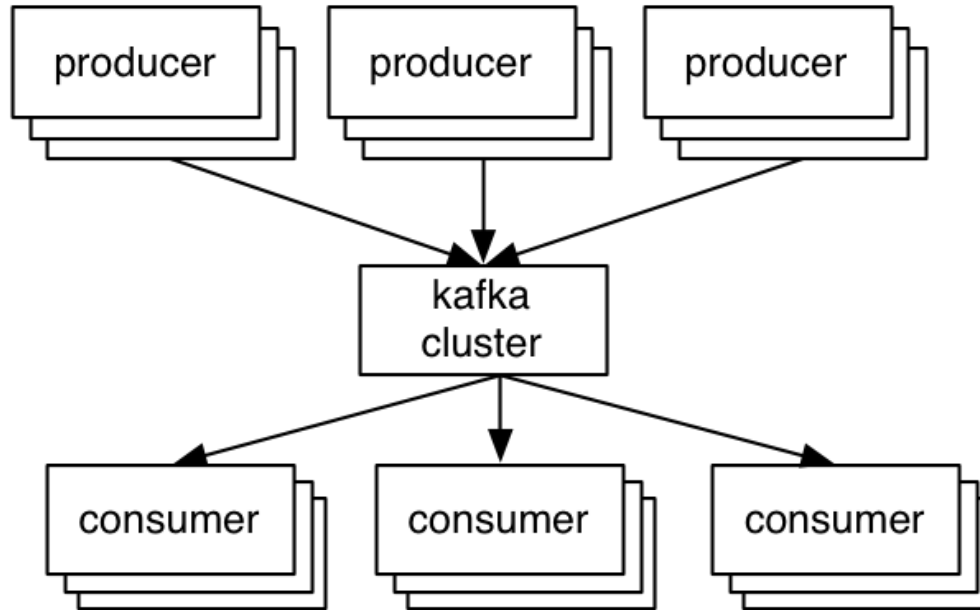 producer
producer
producer
kafka
cluster
consumer
consumer
consumer